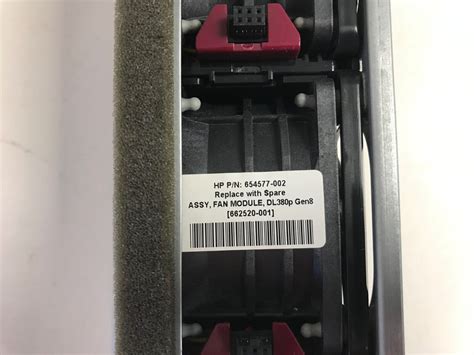 HP P/N: 654577-002
Replace with Spare
ASSY, FAN MODULE, DL380p Gen8
[662520-001]